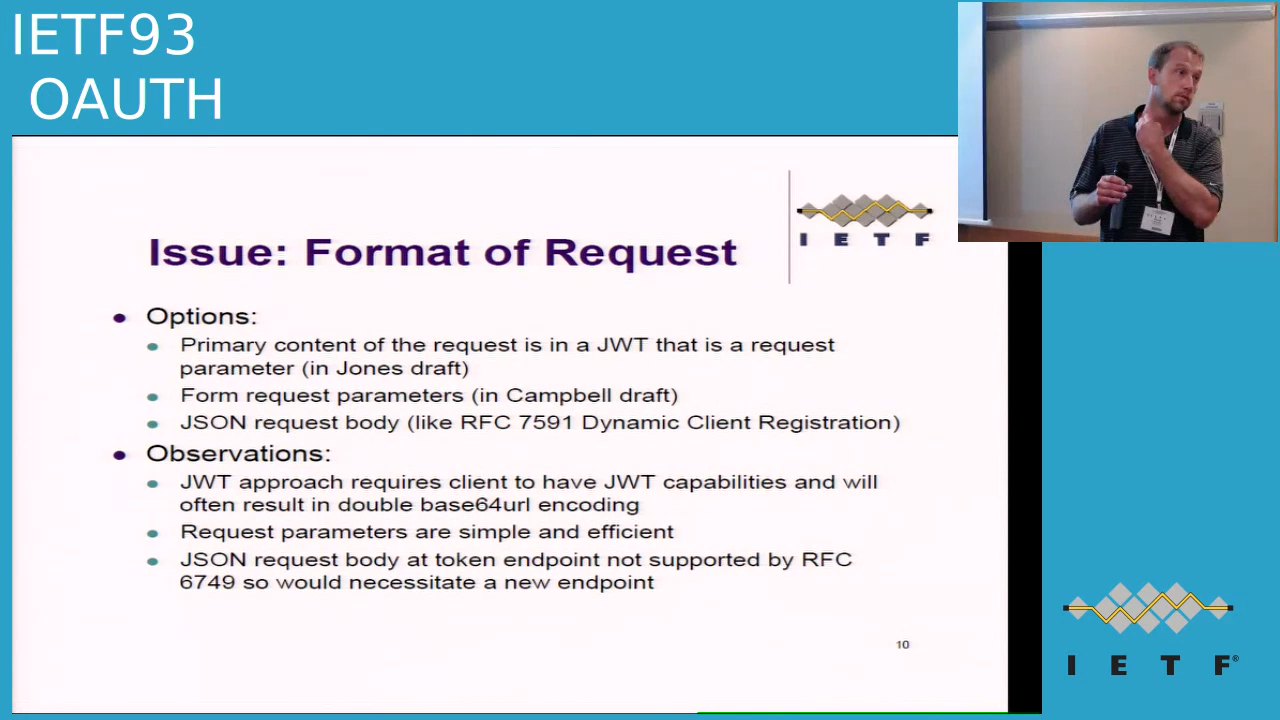 IETF93
OAUTH
I E T F
Issue: Format of Request
Options:
Primary content of the request is in a JWT that is a request
parameter (in Jones draft)
Form request parameters (in Campbell draft)
JSON request body (like RFC 7591 Dynamic Client Registration)
Observations:
JWT approach requires client to have JWT capabilities and will
often result in double base64url encoding
Request parameters are simple and efficient
JSON request body at token endpoint not supported by RFC
6749 so would necessitate a new endpoint
10
I E T F®